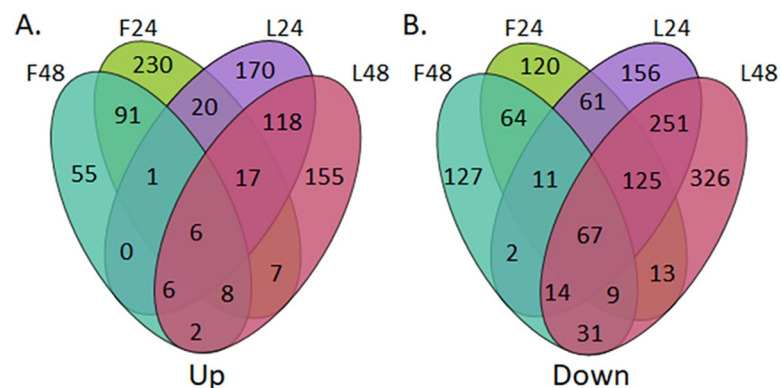 A.
B.
F24 L24
F48 L48
230 170
91 20 118
55 1 17 155
6
0
6 8 7
2
Up
F24 L24
F48 L48
120 156
64 61 251
127 11 125 326
67
2
14 9 13
31
Down